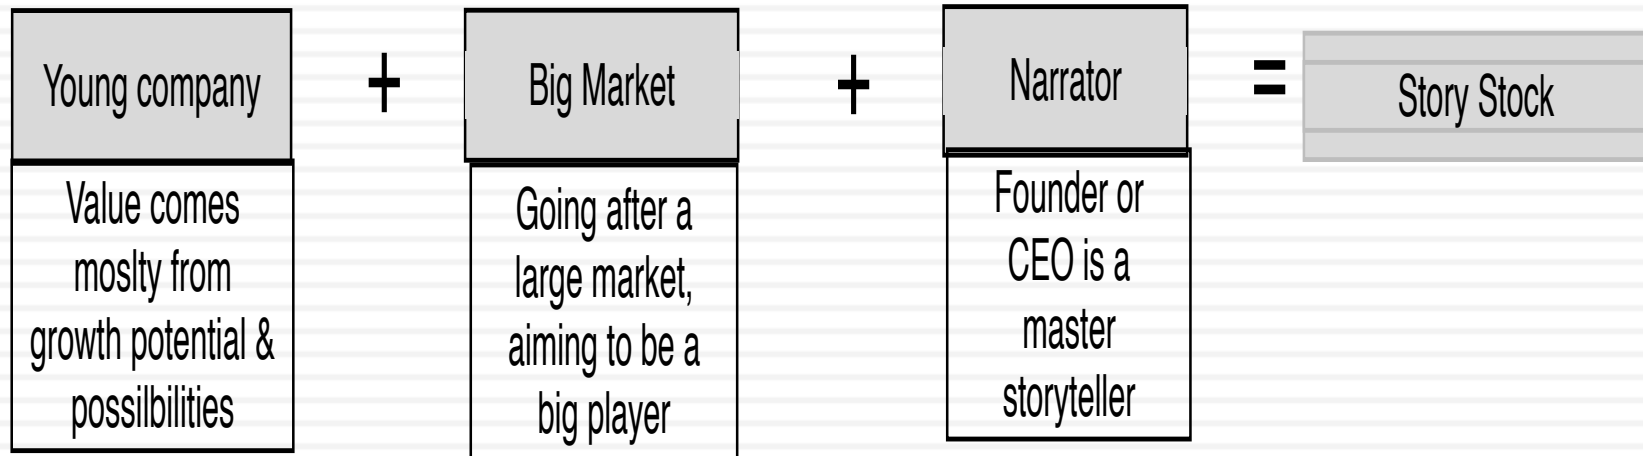 Young company
+
Big Market
+
Narrator
=
Story Stock
Value comes
moslty from
growth potential &
possilbilities
Going after a
large market,
aiming to be a
big player
Founder or
CEO is a
master
storyteller